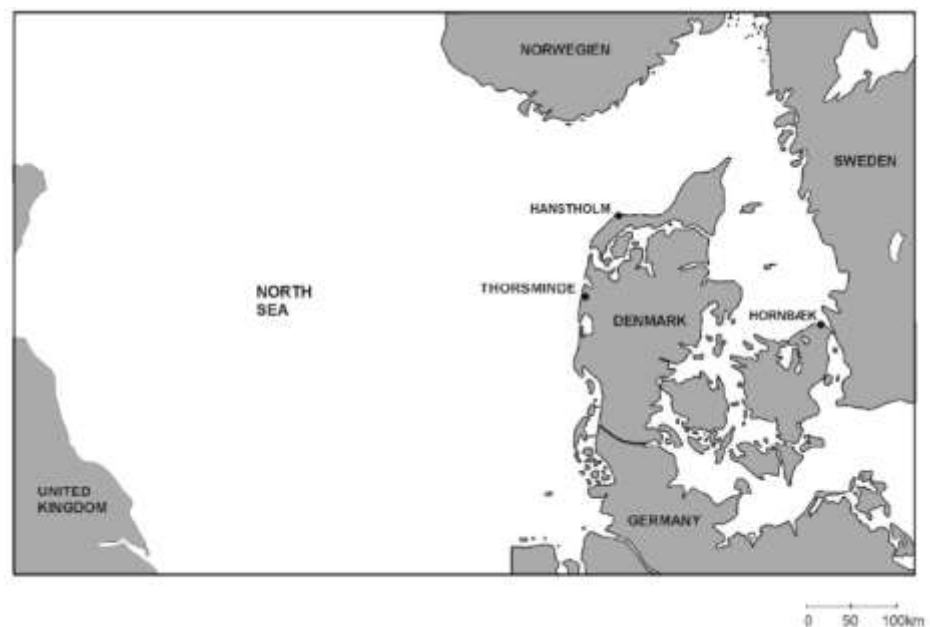 NORWEGIEN
SWEDEN
HANSTHOLM
THORSMINDE
NORTH
SEA
DENMARK
HORNBÆK
UNITED
KINGDOM
GERMANY
0 50 100km